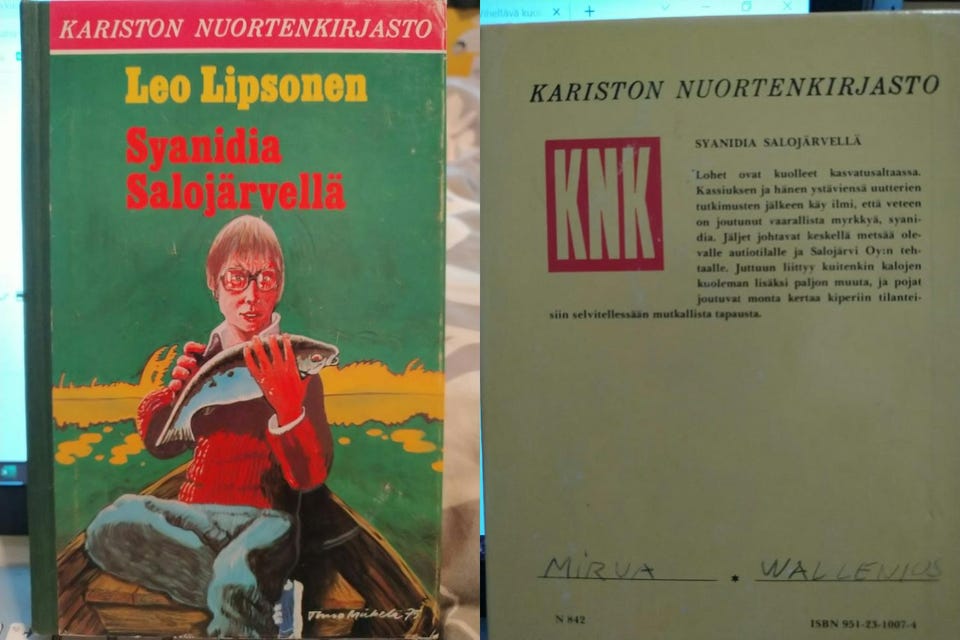 KARISTON NUORTENKIRJASTO
Leo Lipsonen
Syanidia
Salojärvellä
KARISTON NUORTENKIRJASTO
KNK
SYANIDIA SALOJÄRVELLÄ
Lohet ovat kuolleet kasvatusaltaassa.
Kassiuksen ja hänen ystäviensä uutterien
tutkimusten jälkeen käy ilmi, että veteen
on joutunut vaarallista myrkkyä, syani-
dia. Jäljet johtavat keskellä metsää ole-
valle autiotilalle ja Salojärvi Oy:n teh-
taalle. Juttuun liittyy kuitenkin kalojen
kuoleman lisäksi paljon muuta, ja pojat
joutuvat monta kertaa kiperiin tilantei-
siin selvitellessään mutkallista tapausta.
MIRVA * WALLENIUS
N 842
ISBN 951-23-1007-4